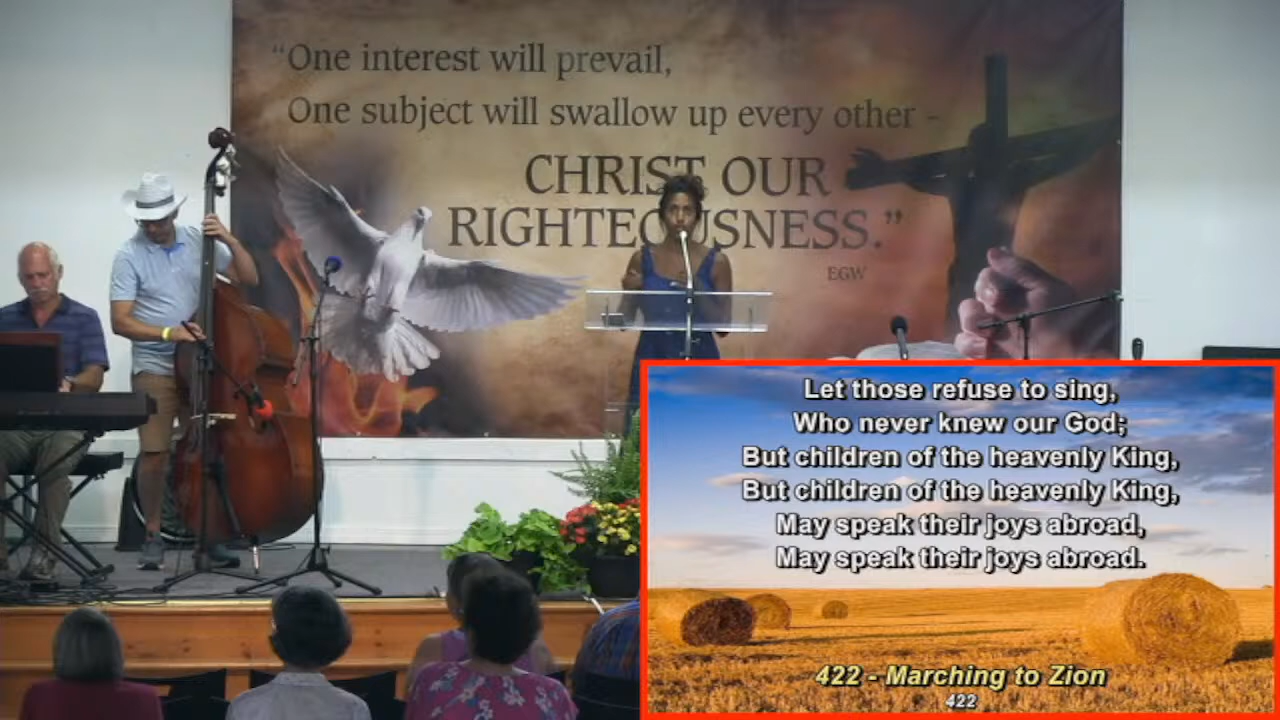 “One interest will prevail,
One subject will swallow up every other -
CHRIST OUR
RIGHTEOUSNESS.”
EGW
Let those refuse to sing,
Who never knew our God;
But children of the heavenly King,
But children of the heavenly King,
May speak their joys abroad,
May speak their joys abroad.
422 - Marching to Zion
422